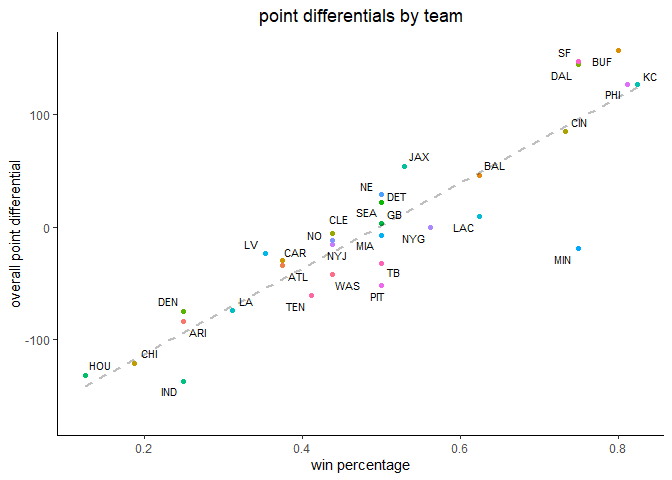 point differentials by team
overall point differential
100
0
-100
SF
DAL
BUF
KC
PHI
CIN
JAX
BAL
NE
DET
SEA
GB
CLE
NO
NYJ
MIA
NYG
LAC
MIN
LV
CAR
ATL
TB
WAS
TEN
PIT
DEN
LA
ARI
CHI
HOU
IND
0.2
0.4
0.6
0.8
win percentage